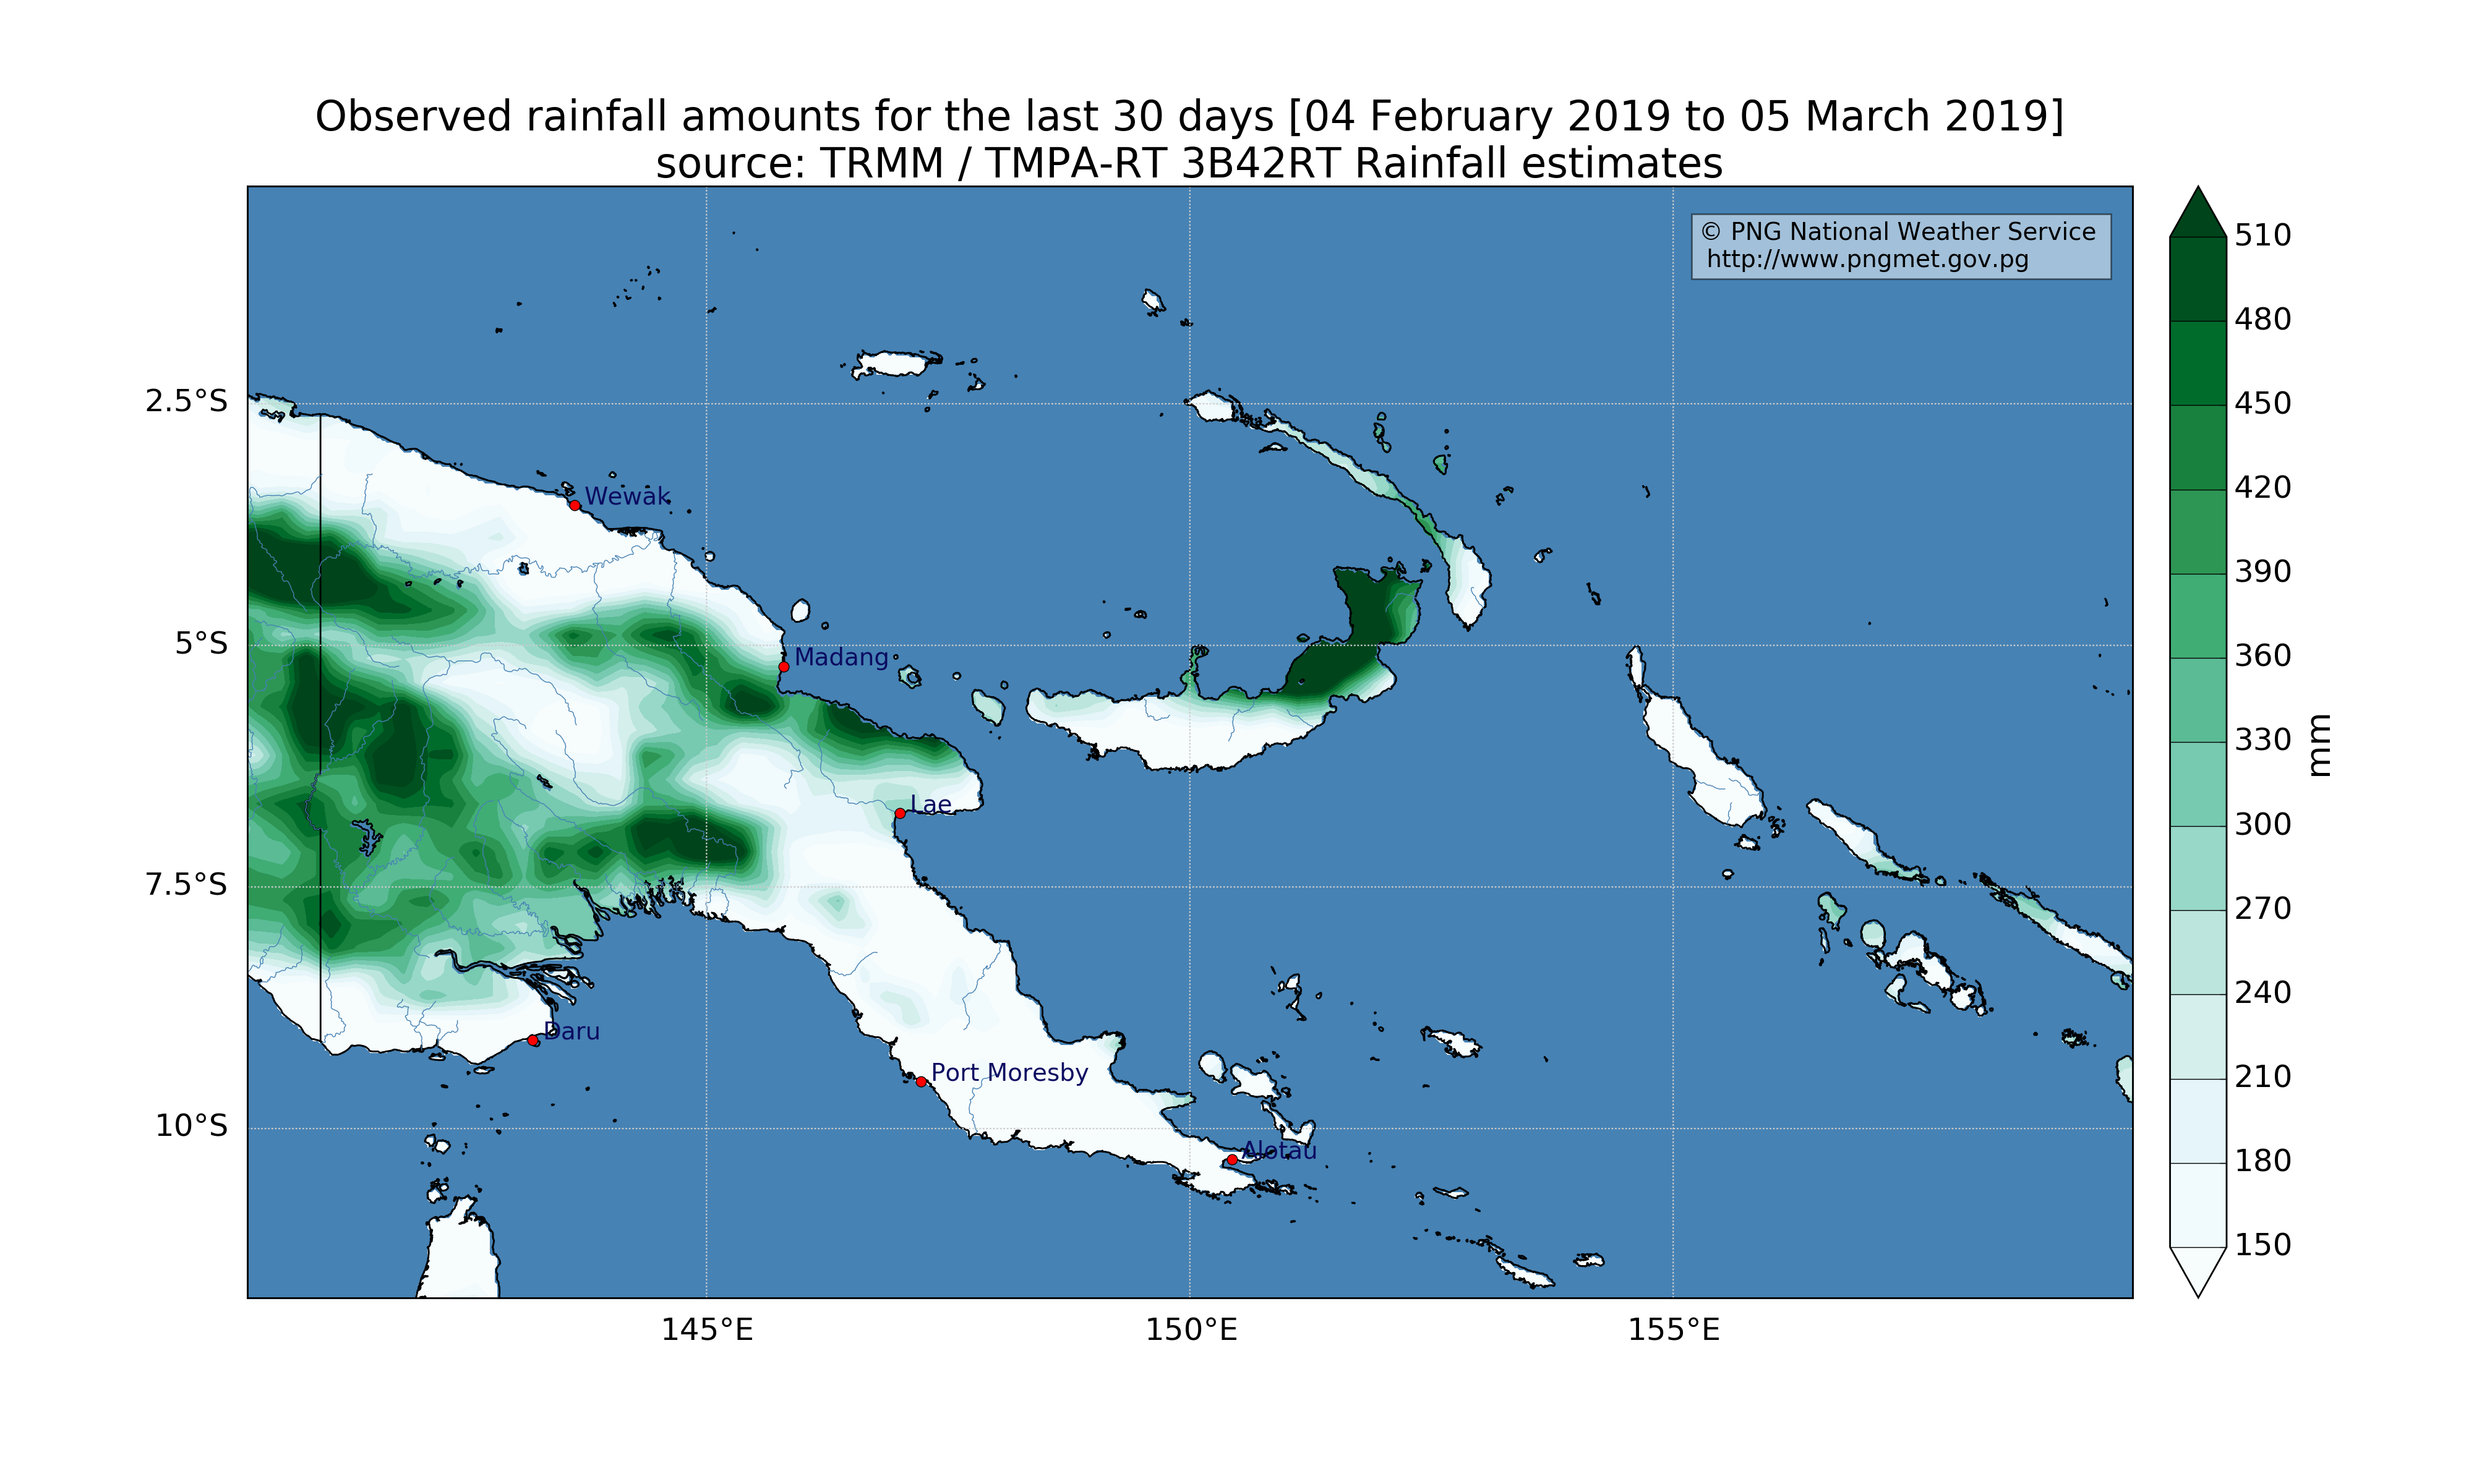 Observed rainfall amounts for the last 30 days [04 February 2019 to 05 March 2019]
source: TRMM / TMPA-RT 3B42RT Rainfall estimates
© PNG National Weather Service
http://www.pngmet.gov.pg
510
480
450
420
390
360
330
300
270
240
210
180
150
mm
2.5°S
5°S
7.5°S
10°S
Wewak
Madang
Lae
Daru
Port Moresby
Alotau
145°E
150°E
155°E